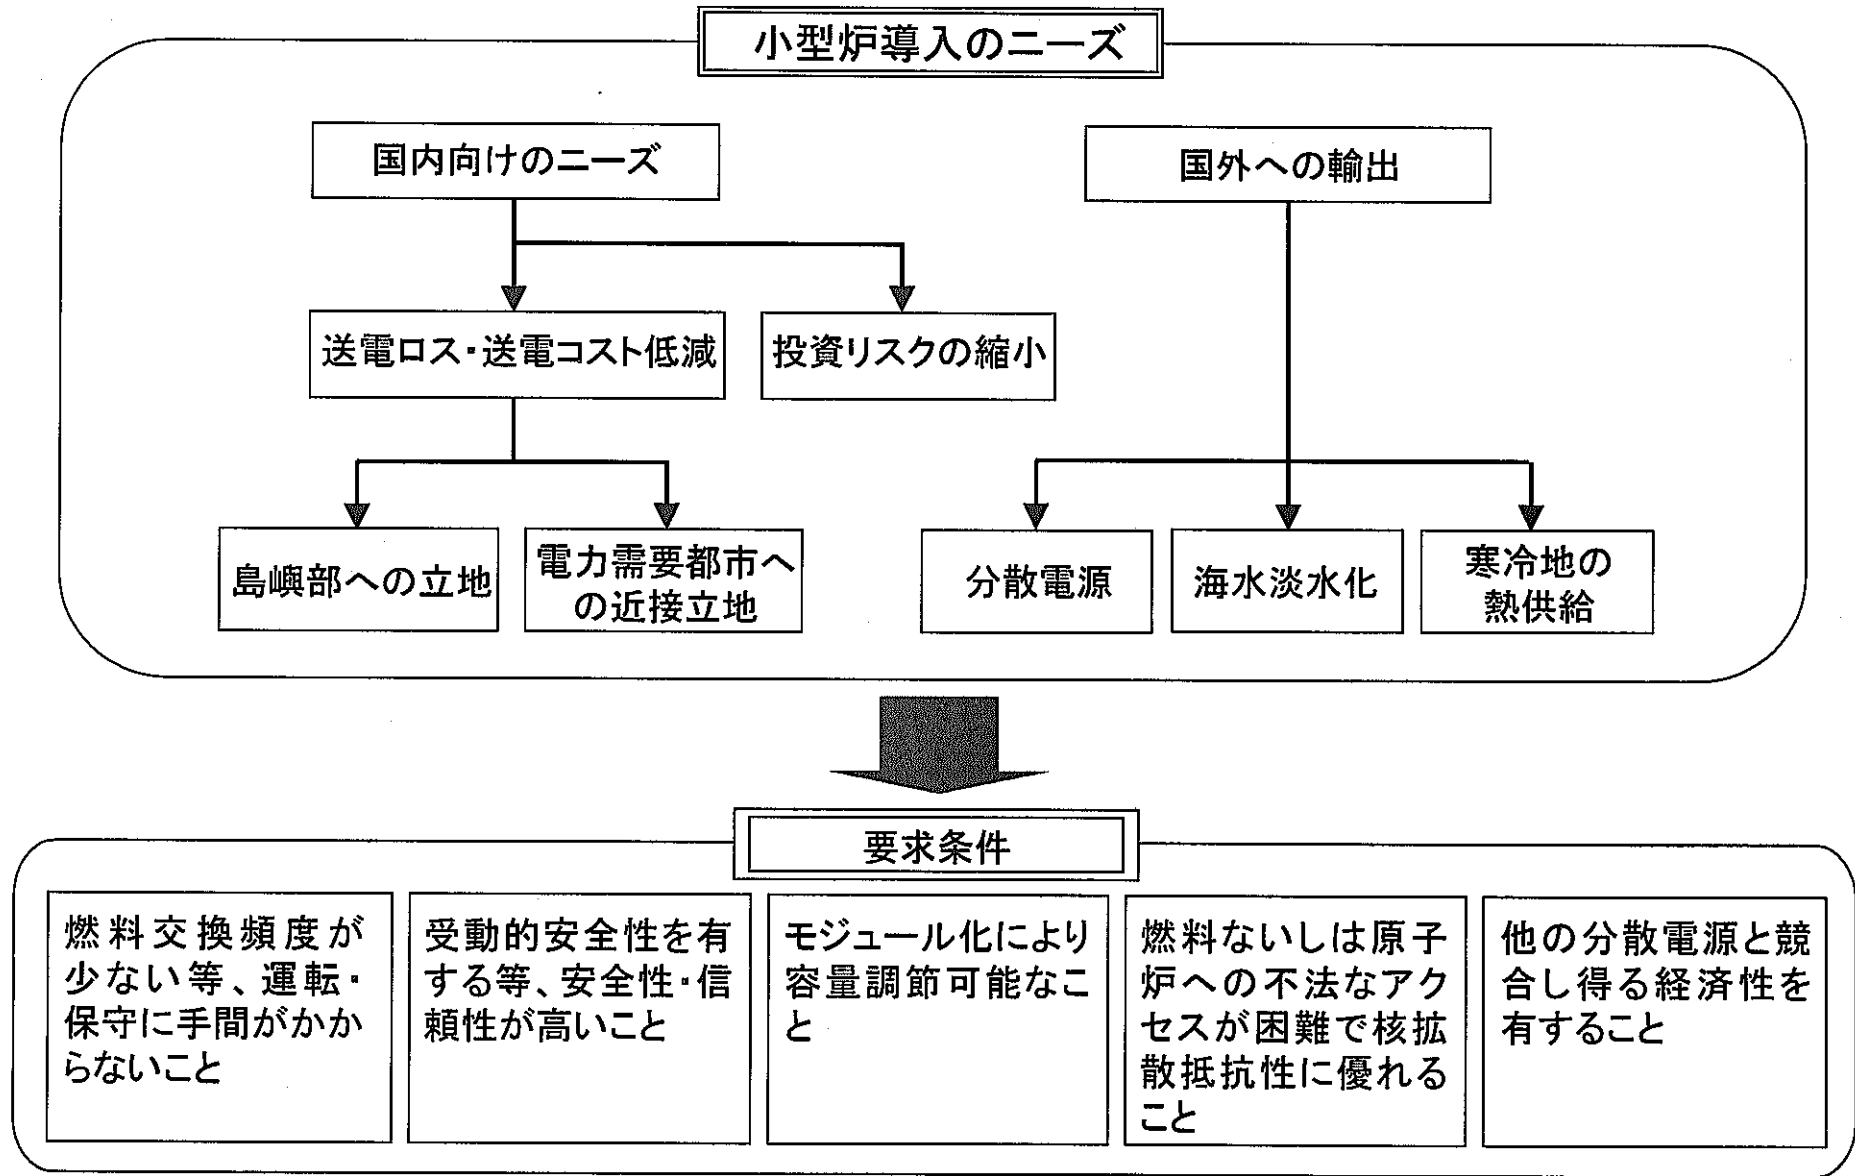 小型炉導入のニーズ
国内向けのニーズ
国外への輸出
送電ロス・送電コスト低減
投資リスクの縮小
島嶼部への立地
電力需要都市へ
の近接立地
分散電源
海水淡水化
寒冷地の
熱供給
要求条件
燃料交換頻度が
少ない等、運転・
保守に手間がかか
らないこと
受動的安全性を有
する等、安全性・信
頼性が高いこと
モジュール化により
容量調節可能なこ
と
燃料ないしは原子
炉への不法なアク
セスが困難で核拡
散抵抗性に優れる
こと
他の分散電源と競
合し得る経済性を
有すること